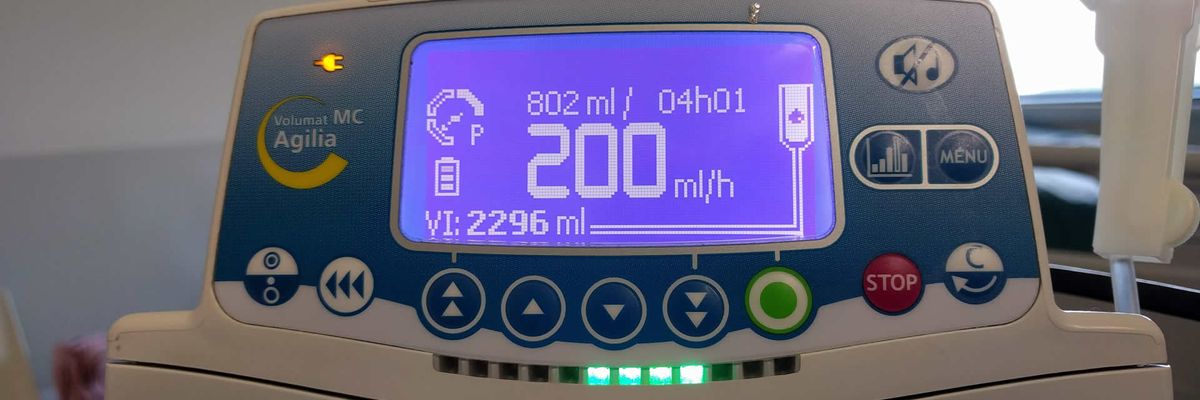 Volumat MC
Agilia
802 ml/ 04h01
P
200 ml/h
VI: 2296 ml
MENU
STOP
C